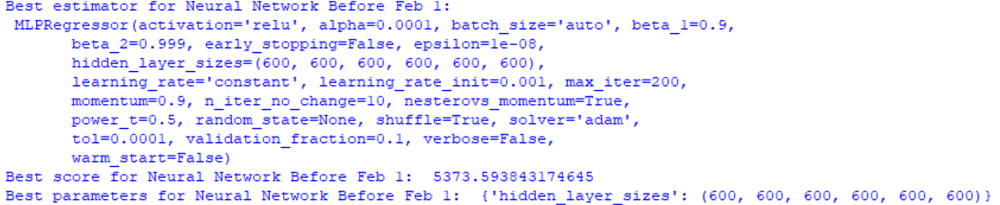 Best estimator for Neural Network Before Feb 1:
MLPRegressor(activation='relu', alpha=0.0001, batch_size='auto', beta_1=0.9,
beta_2=0.999, early_stopping=False, epsilon=1e-08,
hidden_layer_sizes=(600, 600, 600, 600, 600, 600),
learning_rate='constant', learning_rate_init=0.001, max_iter=200,
momentum=0.9, n_iter_no_change=10, nesterovs_momentum=True,
power_t=0.5, random_state=None, shuffle=True, solver='adam',
tol=0.0001, validation_fraction=0.1, verbose=False,
warm_start=False)
Best score for Neural Network Before Feb 1:  5373.593843174645
Best parameters for Neural Network Before Feb 1:  {'hidden_layer_sizes': (600, 600, 600, 600, 600, 600)}